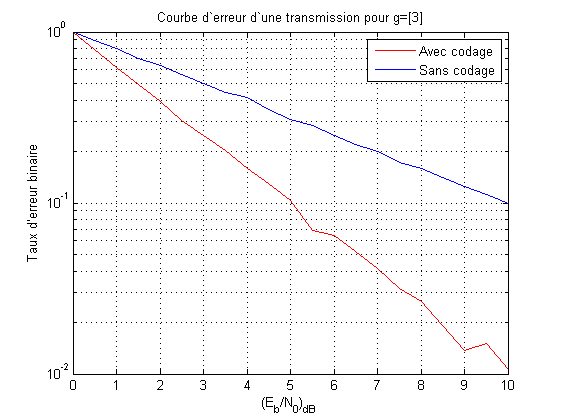 Courbe d`erreur d`une transmission pour g=[3]
10^0
Avec codage
Sans codage
Taux d'erreur binaire
10^-1
10^-2
0 1 2 3 4 5 6 7 8 9 10
(E_b/N_0)_dB